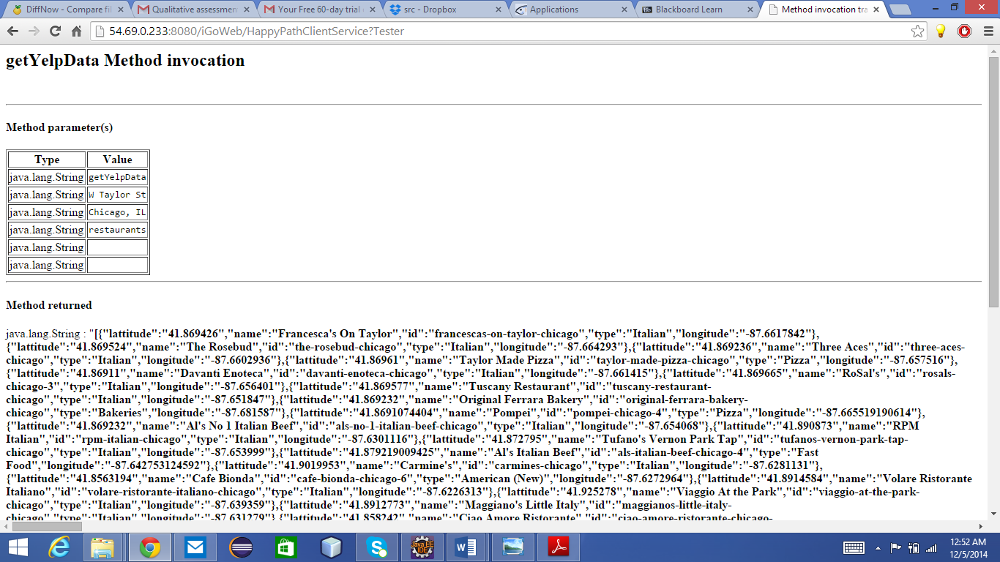 DiffNow - Compare fil
Qualitative assessmen
Your Free 60-day trial
src - Dropbox
Applications
Blackboard Learn
Method invocation tra
54.69.0.233:8080/iGoWeb/HappyPathClientService?Tester
getYelpData Method invocation
Method parameter(s)
Type Value
java.lang.String getYelpData
java.lang.String W Taylor St
java.lang.String Chicago, IL
java.lang.String restaurants
java.lang.String
java.lang.String
Method returned
java.lang.String : "[{"lattitude":"41.869426","name":"Francesca's On Taylor","id":"francescas-on-taylor-chicago","type":"Italian","longitude":"-87.6617842"},
{"lattitude":"41.869524","name":"The Rosebud","id":"the-rosebud-chicago","type":"Italian","longitude":"-87.664293"},{"lattitude":"41.869236","name":"Three Aces","id":"three-aces-
chicago","type":"Italian","longitude":"-87.6602936"},{"lattitude":"41.86961","name":"Taylor Made Pizza","id":"taylor-made-pizza-chicago","type":"Pizza","longitude":"-87.657516"},
{"lattitude":"41.86911","name":"Davanti Enoteca","id":"davanti-enoteca-chicago","type":"Italian","longitude":"-87.661415"},{"lattitude":"41.869665","name":"RoSal's","id":"rosals-
chicago-3","type":"Italian","longitude":"-87.656401"},{"lattitude":"41.869577","name":"Tuscany Restaurant","id":"tuscany-restaurant-
chicago","type":"Italian","longitude":"-87.651847"},{"lattitude":"41.869232","name":"Original Ferrara Bakery","id":"original-ferrara-bakery-
chicago","type":"Bakeries","longitude":"-87.681587"},{"lattitude":"41.8691074404","name":"Pompei","id":"pompei-chicago-4","type":"Pizza","longitude":"-87.665519190614"},
{"lattitude":"41.869232","name":"Al's No 1 Italian Beef","id":"als-no-1-italian-beef-chicago","type":"Italian","longitude":"-87.654068"},{"lattitude":"41.890873","name":"RPM
Italian","id":"rpm-italian-chicago","type":"Italian","longitude":"-87.6301116"},{"lattitude":"41.872795","name":"Tufano's Vernon Park Tap","id":"tufanos-vernon-park-tap-
chicago","type":"Italian","longitude":"-87.653999"},{"lattitude":"41.879219009425","name":"Al's Italian Beef","id":"als-italian-beef-chicago-4","type":"Fast
Food","longitude":"-87.642753124592"},{"lattitude":"41.9019953","name":"Carmine's","id":"carmines-chicago","type":"Italian","longitude":"-87.6281131"},
{"lattitude":"41.8563194","name":"Cafe Bionda","id":"cafe-bionda-chicago-6","type":"American (New)","longitude":"-87.6272964"},{"lattitude":"41.8914584","name":"Volare Ristorante
Italiano","id":"volare-ristorante-italiano-chicago","type":"Italian","longitude":"-87.6226313"},{"lattitude":"41.925278","name":"Viaggio At the Park","id":"viaggio-at-the-park-
chicago","type":"Italian","longitude":"-87.639359"},{"lattitude":"41.8912773","name":"Maggiano's Little Italy","id":"maggianos-little-italy-
chicago","type":"Italian","longitude":"-87.631279"},{"lattitude":"41.858242","name":"Ciao Amore Ristorante","id":"ciao-amore-ristorante-chicago-
Java EE
IDE
12:52 AM
12/5/2014